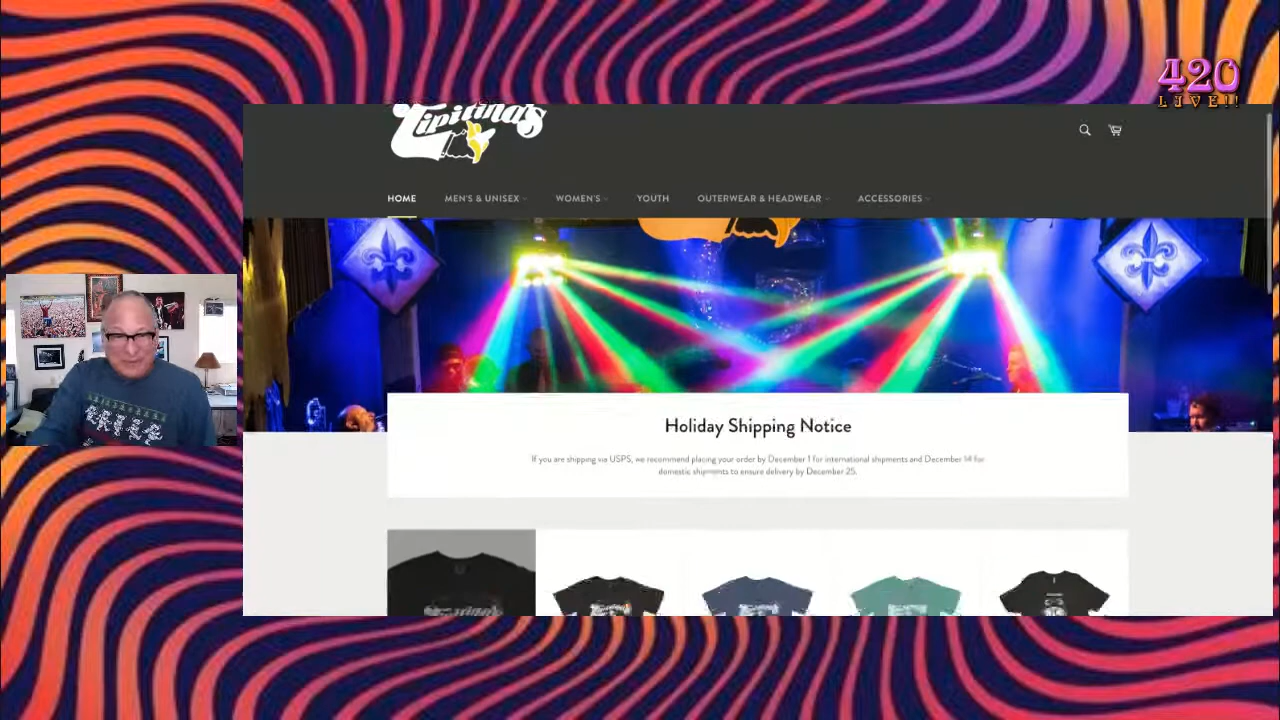 420
LIVE!!
Tipitina's
HOME MEN'S & UNISEX WOMEN'S YOUTH OUTERWEAR & HEADWEAR ACCESSORIES
Holiday Shipping Notice
If you are shipping via USPS, we recommend placing your order by December 1 for international shipments and December 14 for
domestic shipments to ensure delivery by December 25.